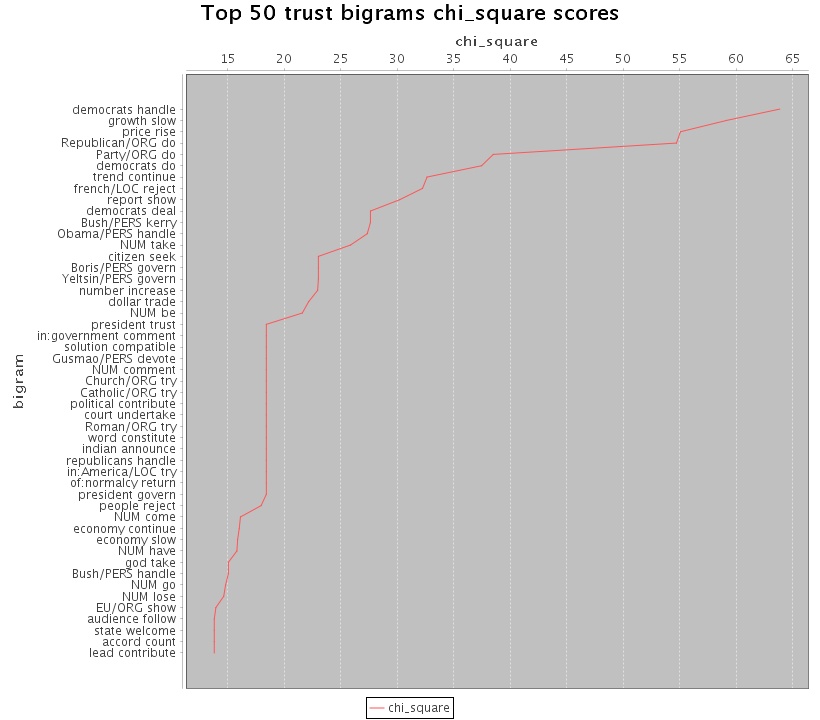 Top 50 trust bigrams chi_square scores
chi_square
15 20 25 30 35 40 45 50 55 60 65
bigram
democrats handle
growth slow
price rise
Republican/ORG do
Party/ORG do
democrats do
trend continue
french/LOC reject
report show
democrats deal
Bush/PERS kerry
Obama/PERS handle
NUM take
citizen seek
Boris/PERS govern
Yeltsin/PERS govern
number increase
dollar trade
NUM be
president trust
in:government comment
solution compatible
Gusmao/PERS devote
NUM comment
Church/ORG try
Catholic/ORG try
political contribute
court undertake
Roman/ORG try
word constitute
indian announce
republicans handle
in:America/LOC try
of:normalcy return
president govern
people reject
NUM come
economy continue
economy slow
NUM have
god take
Bush/PERS handle
NUM go
NUM lose
EU/ORG show
audience follow
state welcome
accord count
lead contribute
chi_square